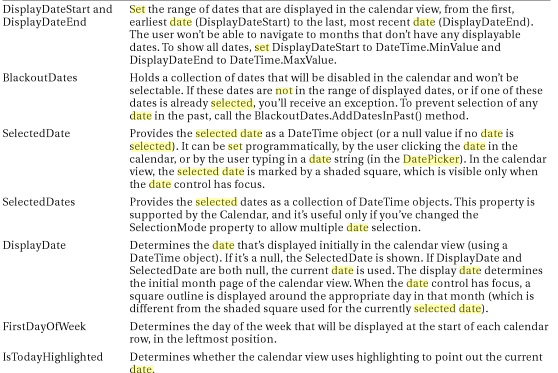 DisplayDateStart and Set the range of dates that are displayed in the calendar view, from the first,
DisplayDateEnd earliest date (DisplayDateStart) to the last, most recent date (DisplayDateEnd).
The user won't be able to navigate to months that don't have any displayable
dates. To show all dates, set DisplayDateStart to DateTime.MinValue and
DisplayDateEnd to DateTime.MaxValue.
BlackoutDates Holds a collection of dates that will be disabled in the calendar and won't be
selectable. If these dates are not in the range of displayed dates, or if one of these
dates is already selected, you'll receive an exception. To prevent selection of any
date in the past, call the BlackoutDates.AddDatesInPast() method.
SelectedDate Provides the selected date as a DateTime object (or a null value if no date is
selected). It can be set programmatically, by the user clicking the date in the
calendar, or by the user typing in a date string (in the DatePicker). In the calendar
view, the selected date is marked by a shaded square, which is visible only when
the date control has focus.
SelectedDates Provides the selected dates as a collection of DateTime objects. This property is
supported by the Calendar, and it's useful only if you've changed the
SelectionMode property to allow multiple date selection.
DisplayDate Determines the date that's displayed initially in the calendar view (using a
DateTime object). If it's a null, the SelectedDate is shown. If DisplayDate and
SelectedDate are both null, the current date is used. The display date determines
the initial month page of the calendar view. When the date control has focus, a
square outline is displayed around the appropriate day in that month (which is
different from the shaded square used for the currently selected date).
FirstDayOfWeek Determines the day of the week that will be displayed at the start of each calendar
row, in the leftmost position.
IsTodayHighlighted Determines whether the calendar view uses highlighting to point out the current
date.